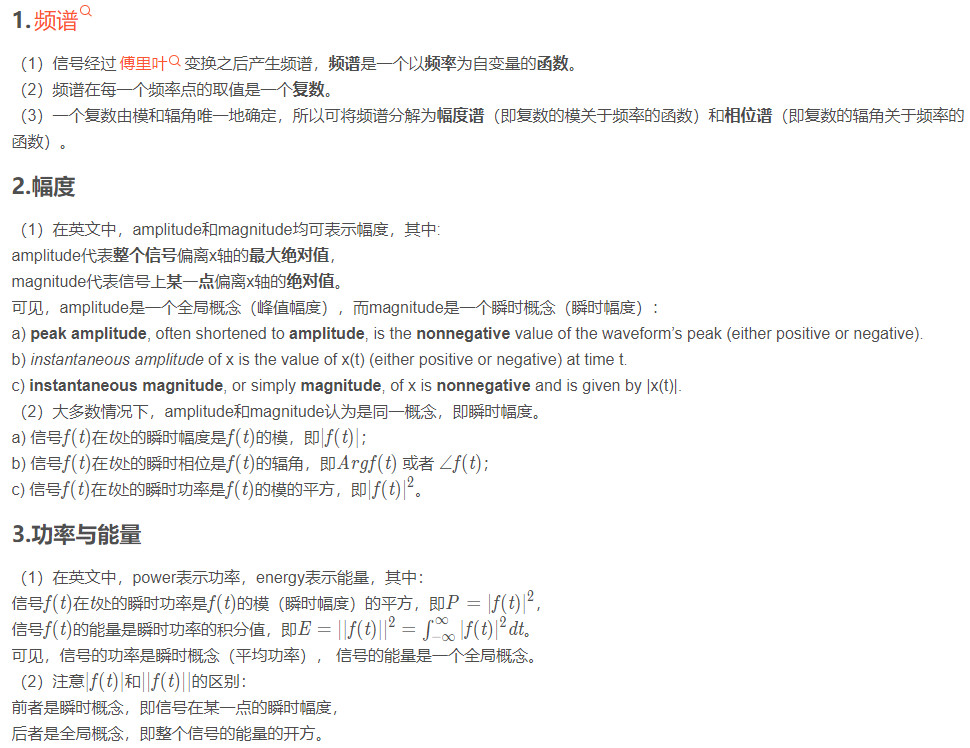 1.频谱
（1）信号经过 傅里叶 变换之后产生频谱，频谱是一个以频率为自变量的函数。
（2）频谱在每一个频率点的取值是一个复数。
（3）一个复数由模和辐角唯一地确定，所以可将频谱分解为幅度谱（即复数的模关于频率的函数）和相位谱（即复数的辐角关于频率的
函数）。
2.幅度
（1）在英文中，amplitude和magnitude均可表示幅度，其中:
amplitude代表整个信号偏离x轴的最大绝对值，
magnitude代表信号上某一点偏离x轴的绝对值。
可见，amplitude是一个全局概念（峰值幅度），而magnitude是一个瞬时概念（瞬时幅度）：
a) peak amplitude, often shortened to amplitude, is the nonnegative value of the waveform's peak (either positive or negative).
b) instantaneous amplitude of x is the value of x(t) (either positive or negative) at time t.
c) instantaneous magnitude, or simply magnitude, of x is nonnegative and is given by |x(t)|.
（2）大多数情况下，amplitude和magnitude认为是同一概念，即瞬时幅度。
a) 信号f(t)在t处的瞬时幅度是f(t)的模，即|f(t)|；
b) 信号f(t)在t处的瞬时相位是f(t)的辐角，即Argf(t) 或者 ∠f(t)；
c) 信号f(t)在t处的瞬时功率是f(t)的模的平方，即|f(t)|²。
3.功率与能量
（1）在英文中，power表示功率，energy表示能量，其中：
信号f(t)在t处的瞬时功率是f(t)的模（瞬时幅度）的平方，即P = |f(t)|²，
信号f(t)的能量是瞬时功率的积分值，即E = ||f(t)||² = ∫_{-∞}^{∞} |f(t)|² dt。
可见，信号的功率是瞬时概念（平均功率）， 信号的能量是一个全局概念。
（2）注意|f(t)|和||f(t)||的区别：
前者是瞬时概念，即信号在某一点的瞬时幅度，
后者是全局概念，即整个信号的能量的开方。